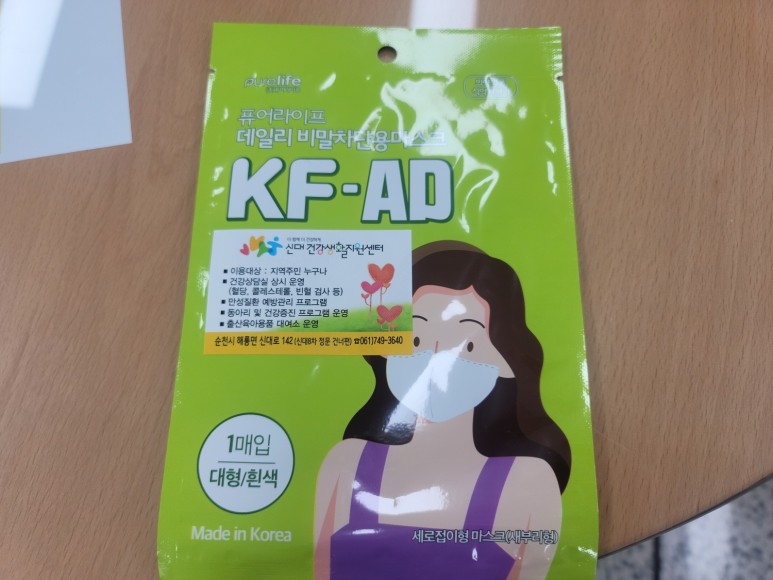 purelife
퓨어라이프
데일리 비말차단용마스크
KF-AD
신대 건강생활지원센터
■ 이용대상 : 지역주민 누구나
■ 건강상담실 상시 운영
(혈당, 콜레스테롤, 빈혈 검사 등)
■ 만성질환 예방관리 프로그램
■ 동아리 및 건강증진 프로그램 운영
■ 출산육아용품 대여소 운영
순천시 해룡면 신대로 142 (신대8차 정문 건너편) ☎061)749-3640
1매입
대형/흰색
Made in Korea
세로접이형 마스크(새부리형)